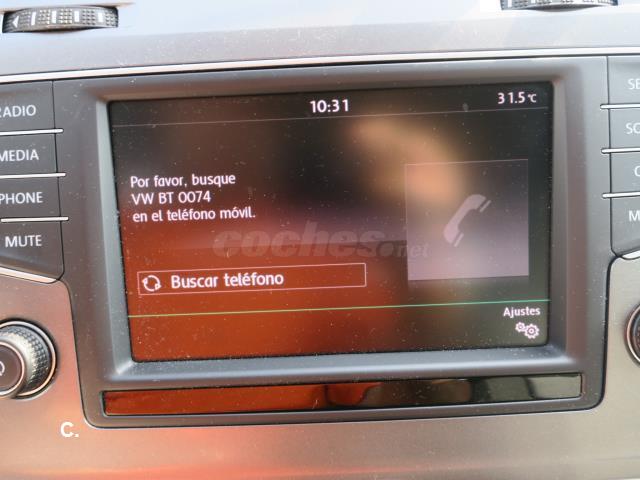 10:31
31.5°C
RADIO
MEDIA
PHONE
MUTE
SE
Por favor, busque
VW BT 0074
en el teléfono móvil.
coches.net
Buscar teléfono
Ajustes
C.